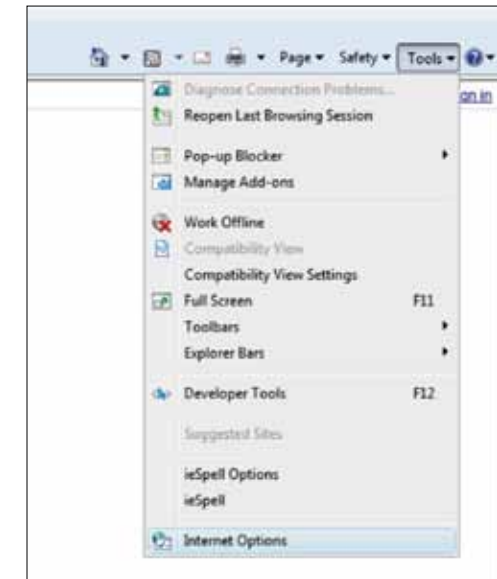 Page Safety Tools
Diagnose Connection Problems...
Reopen Last Browsing Session
Pop-up Blocker
Manage Add-ons
Work Offline
Compatibility View
Compatibility View Settings
Full Screen F11
Toolbars
Explorer Bars
Developer Tools F12
Suggested Sites
ieSpell Options
ieSpell
Internet Options